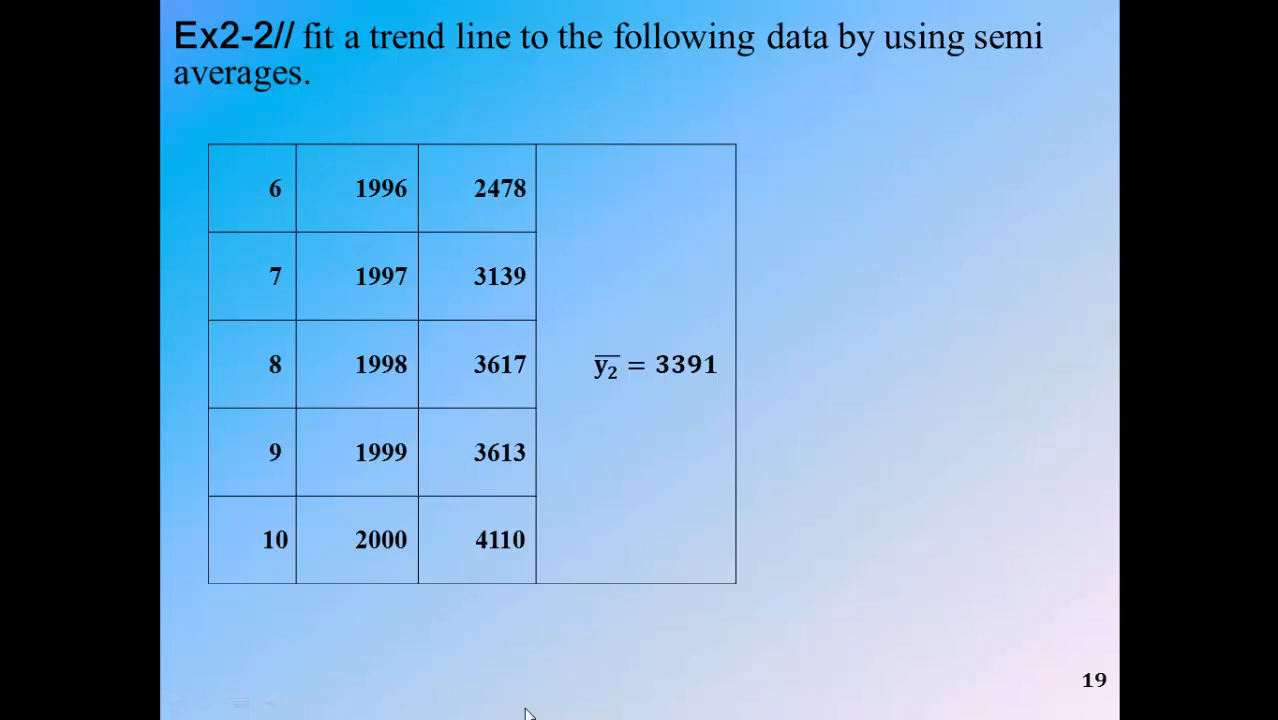 Ex2-2// fit a trend line to the following data by using semi
averages.
6 1996 2478
7 1997 3139
8 1998 3617 y̅₂ = 3391
9 1999 3613
10 2000 4110
19